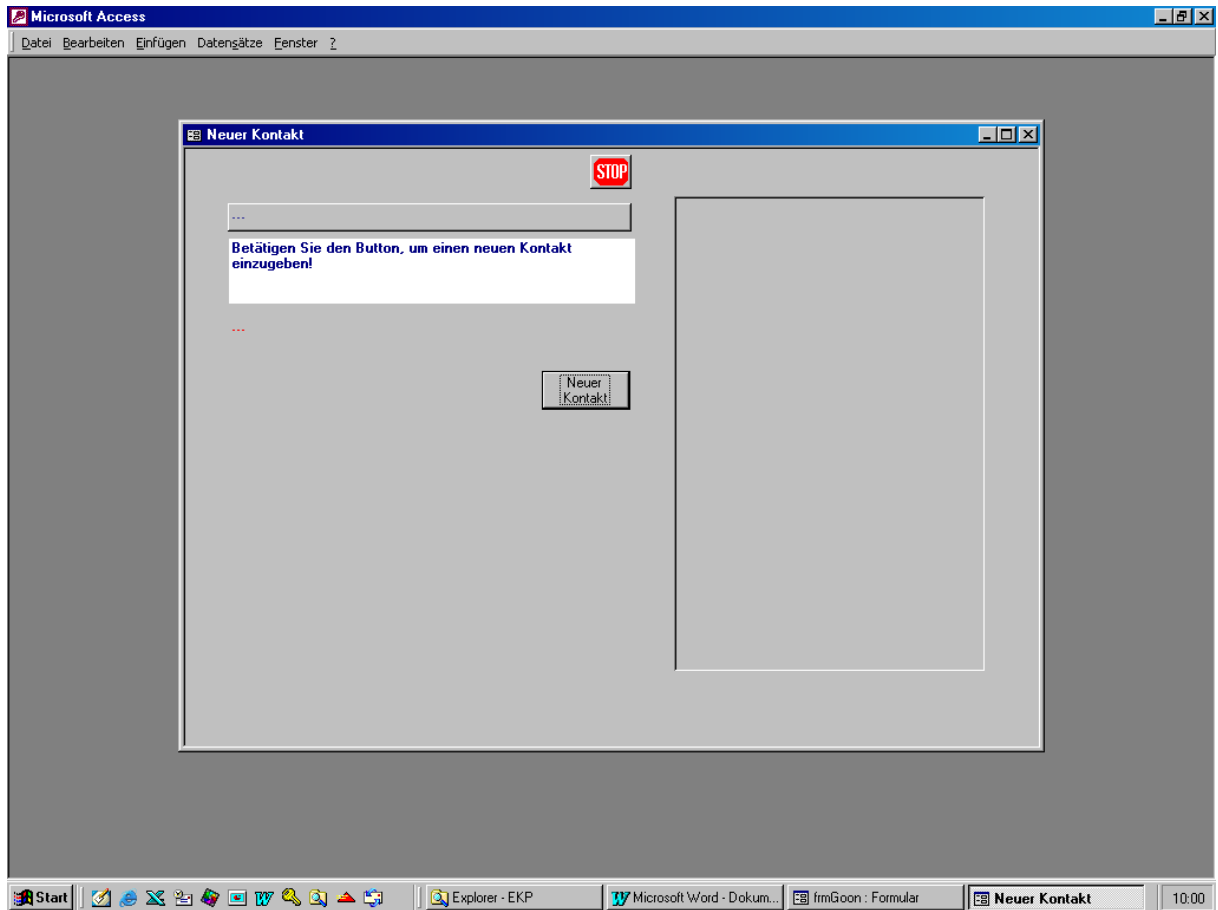 Microsoft Access
Datei Bearbeiten Einfügen Datensätze Fenster ?
Neuer Kontakt
STOP
---
Betätigen Sie den Button, um einen neuen Kontakt
einzugeben!
---
Neuer
Kontakt
Start Explorer - EKP Microsoft Word - Dokum... frmGoon : Formular Neuer Kontakt 10:00